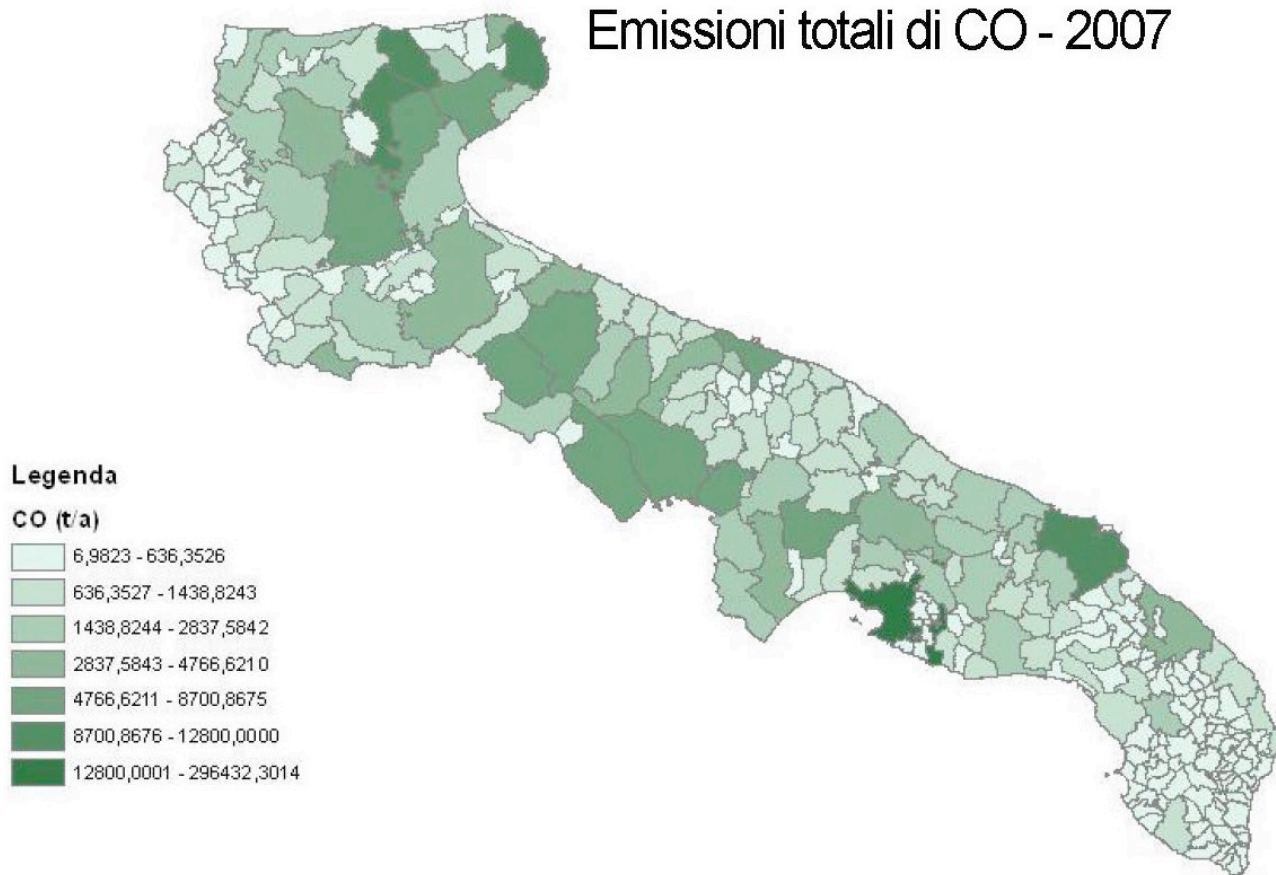 Emissioni totali di CO - 2007
Legenda
CO (t/a)
6,9823 - 636,3526
636,3527 - 1438,8243
1438,8244 - 2837,5842
2837,5843 - 4766,6210
4766,6211 - 8700,8675
8700,8676 - 12800,0000
12800,0001 - 296432,3014